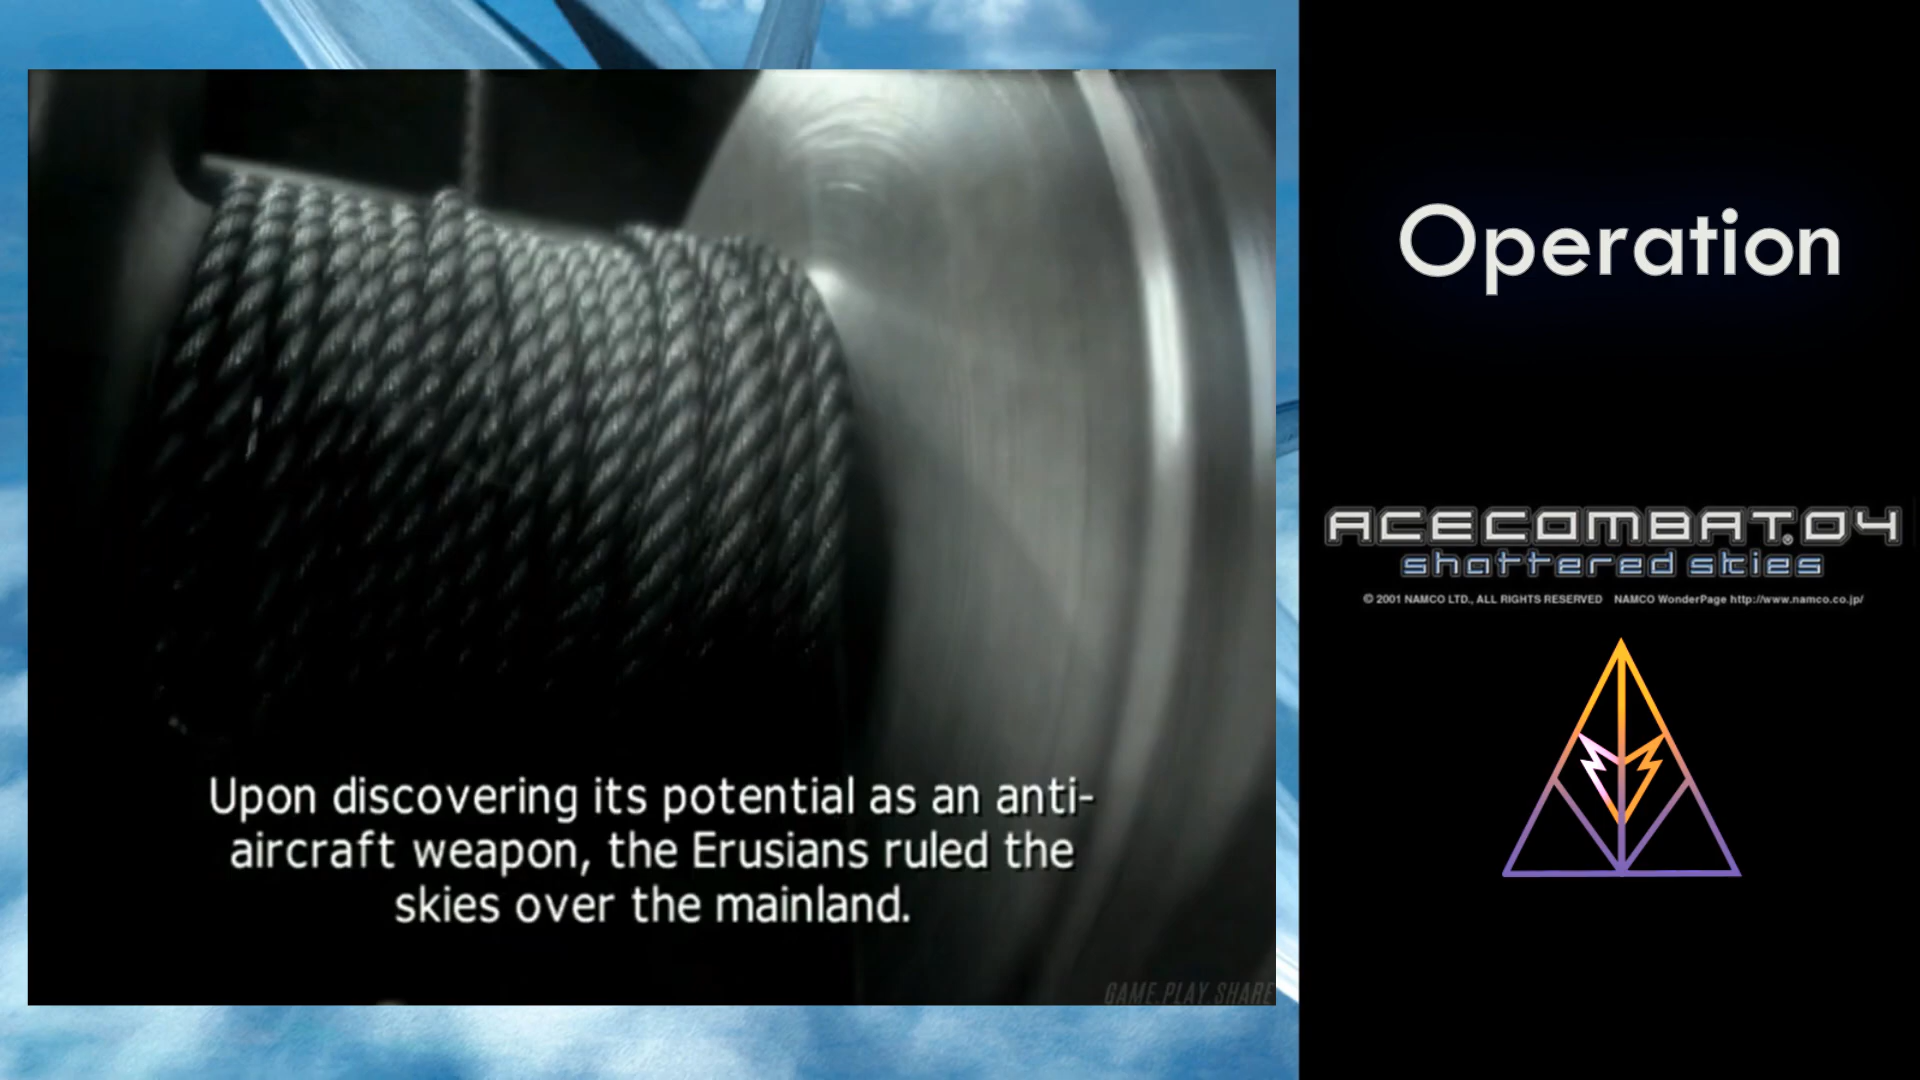 Upon discovering its potential as an anti-
aircraft weapon, the Erusians ruled the
skies over the mainland.
GAME.PLAY.SHARE
Operation
ACECOMBAT.04
shattered skies
© 2001 NAMCO LTD., ALL RIGHTS RESERVED NAMCO WonderPage http://www.namco.co.jp/